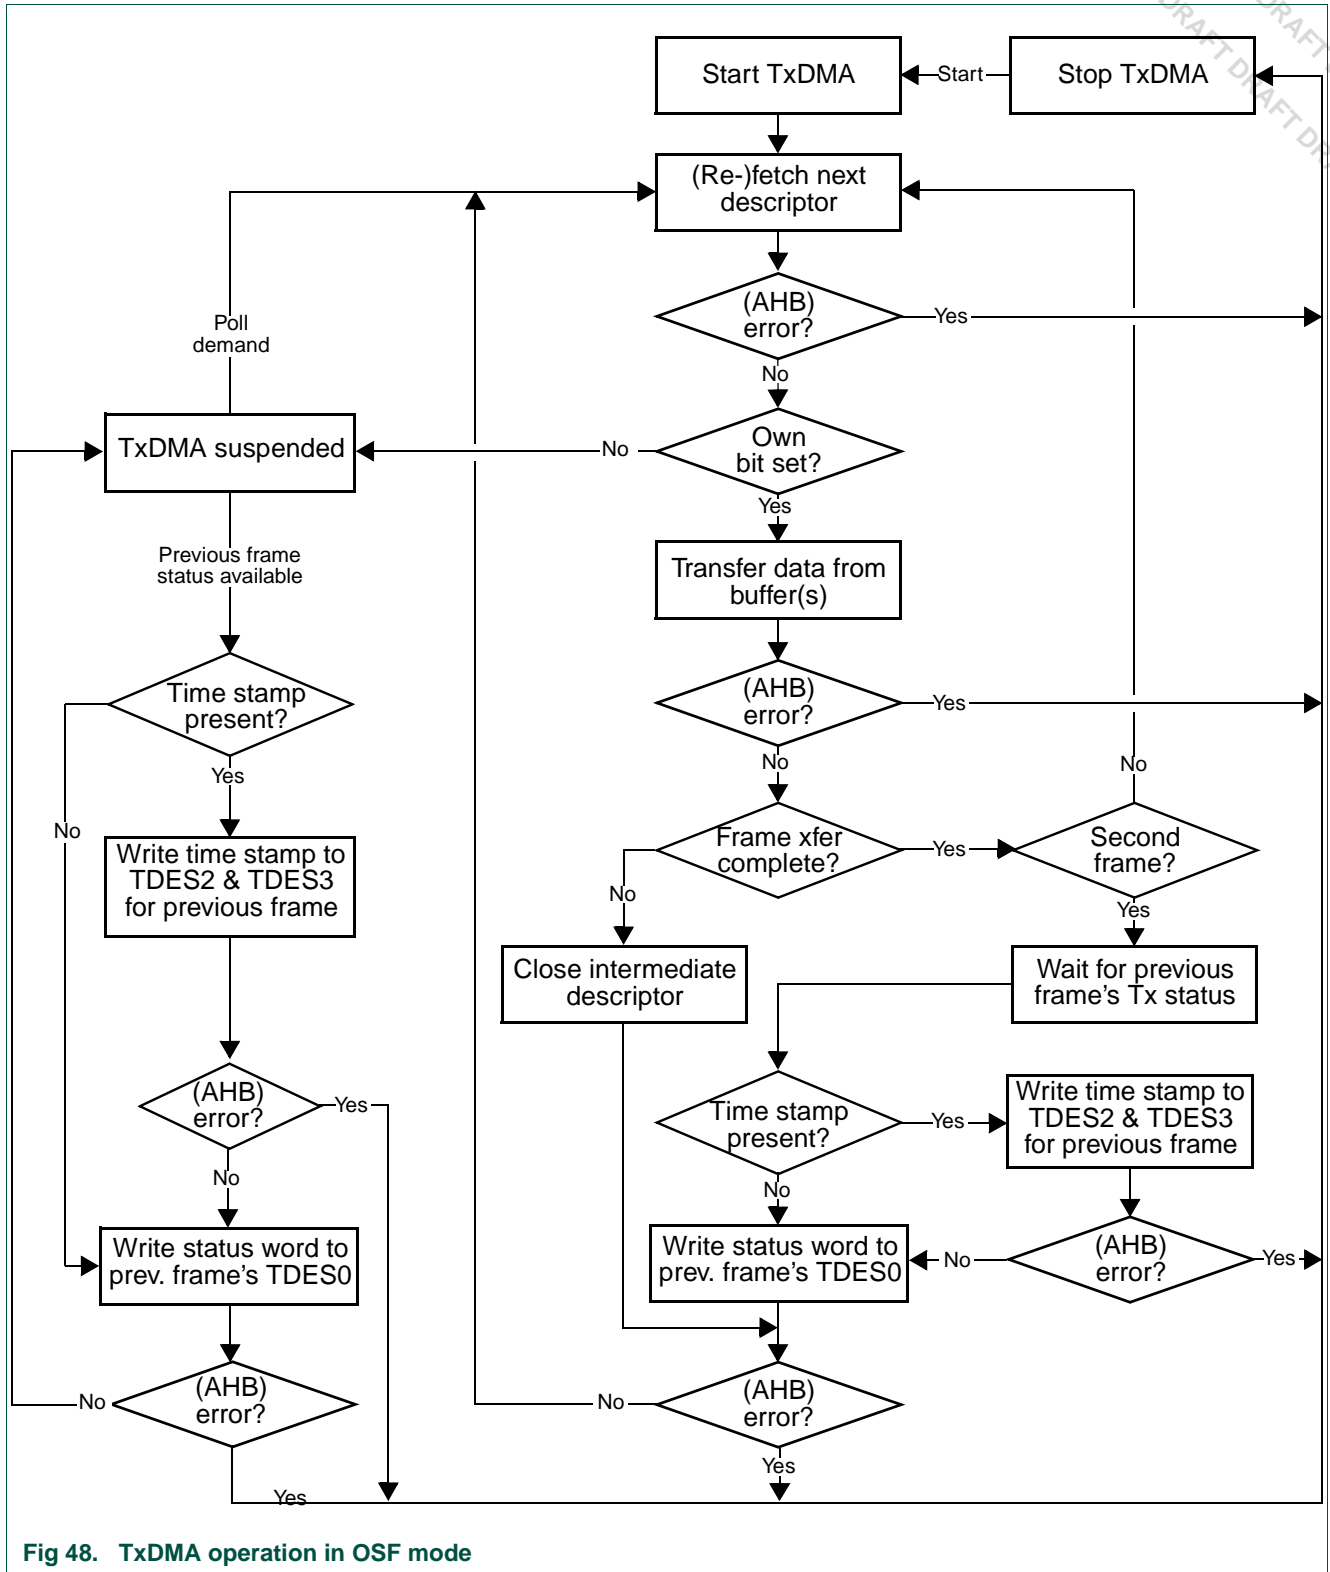 DRAFT
DRAFT
DRAFT DRAFT
DRAFT DR
Start TxDMA
Start
Stop TxDMA
(Re-)fetch next
descriptor
(AHB)
error?
Yes
No
Poll
demand
TxDMA suspended
No
Own
bit set?
Yes
Previous frame
status available
Transfer data from
buffer(s)
Time stamp
present?
(AHB)
error?
Yes
No
No
Yes
No
Frame xfer
complete?
Yes
Second
frame?
Write time stamp to
TDES2 & TDES3
for previous frame
No
Yes
Close intermediate
descriptor
Wait for previous
frame's Tx status
(AHB)
error?
Yes
Time stamp
present?
Yes
Write time stamp to
TDES2 & TDES3
for previous frame
No
No
Write status word to
prev. frame's TDES0
Write status word to
prev. frame's TDES0
No
(AHB)
error?
Yes
No
(AHB)
error?
No
(AHB)
error?
Yes
Yes
Fig 48. TxDMA operation in OSF mode